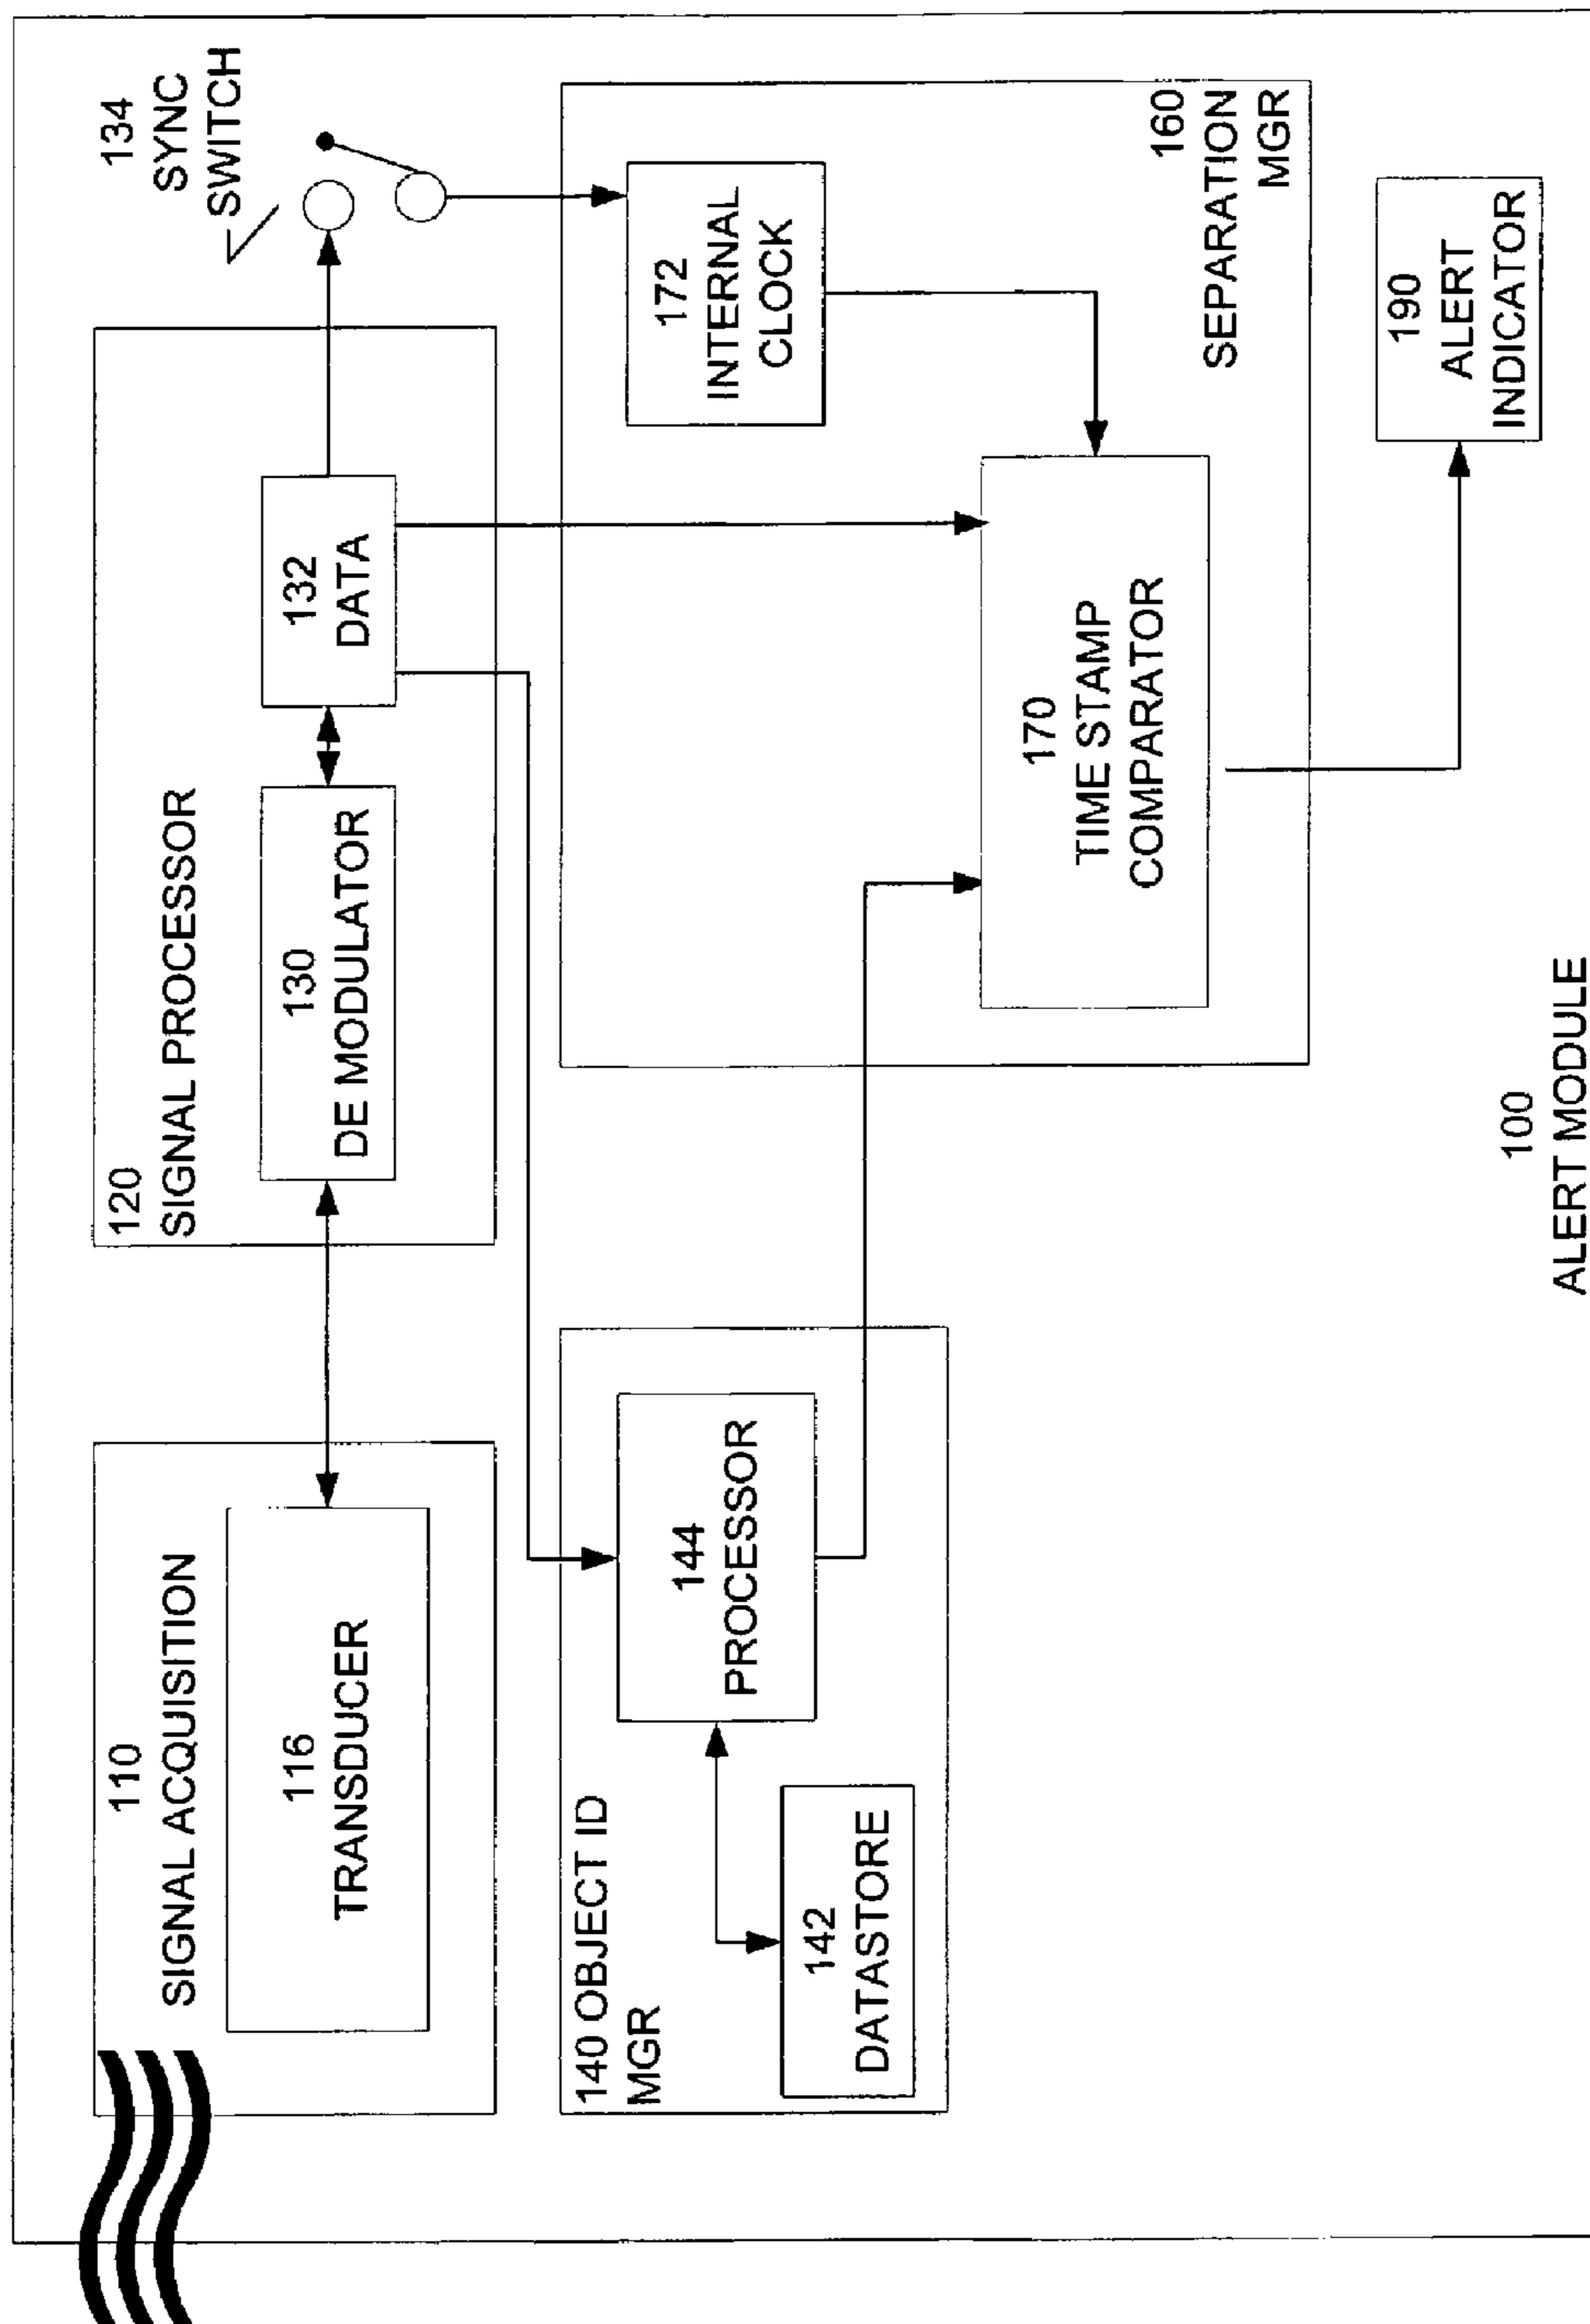 110
SIGNAL ACQUISITION
116
TRANSDUCER
120
SIGNAL PROCESSOR
130
DE MODULATOR
132
DATA
134
SYNC
SWITCH
140 OBJECT ID
MGR
144
PROCESSOR
142
DATASTORE
172
INTERNAL
CLOCK
170
TIME STAMP
COMPARATOR
160
SEPARATION
MGR
190
ALERT
INDICATOR
100
ALERT MODULE